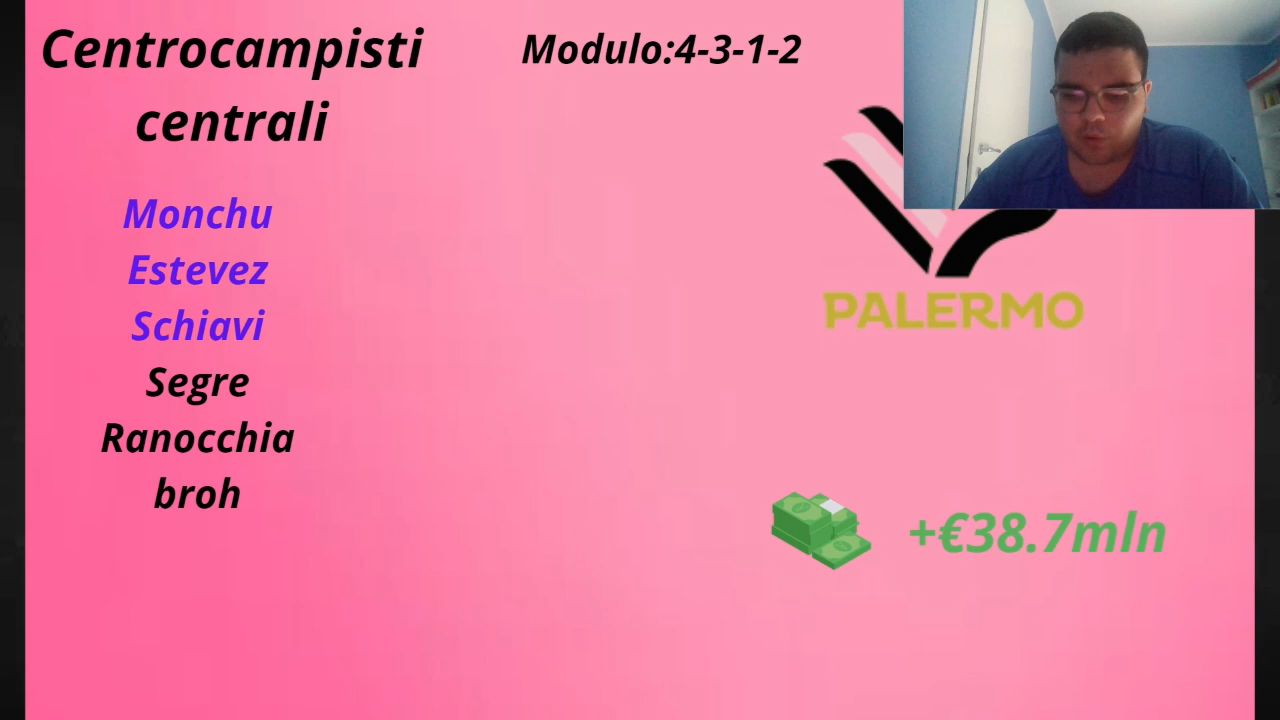 Centrocampisti
centrali
Modulo:4-3-1-2
Monchu
Estevez
Schiavi
Segre
Ranocchia
broh
PALERMO
+€38.7mln